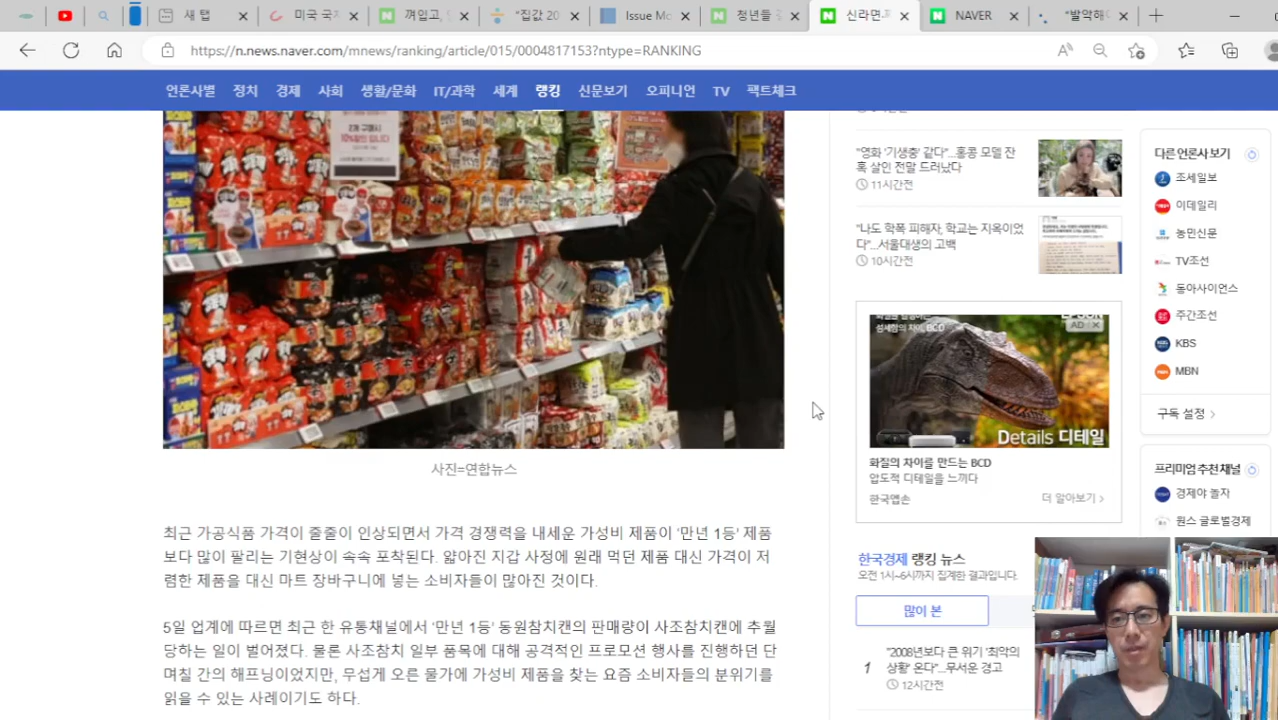 새 탭
미국 국자
껴입고, 
"집값 20
Issue Mo
청년들
신라면
NAVER
"발악해
https://n.news.naver.com/mnews/ranking/article/015/0004817153?ntype=RANKING
언론사별 정치 경제 사회 생활/문화 IT/과학 세계 랭킹 신문보기 오피니언 TV 팩트체크
사진=연합뉴스
최근 가공식품 가격이 줄줄이 인상되면서 가격 경쟁력을 내세운 가성비 제품이 '만년 1등' 제품
보다 많이 팔리는 기현상이 속속 포착된다. 얇아진 지갑 사정에 원래 먹던 제품 대신 가격이 저
렴한 제품을 대신 마트 장바구니에 넣는 소비자들이 많아진 것이다.
5일 업계에 따르면 최근 한 유통채널에서 '만년 1등' 동원참치캔의 판매량이 사조참치캔에 추월
당하는 일이 벌어졌다. 물론 사조참치 일부 품목에 대해 공격적인 프로모션 행사를 진행하던 단
며칠 간의 해프닝이었지만, 무섭게 오른 물가에 가성비 제품을 찾는 요즘 소비자들의 분위기를
읽을 수 있는 사례이기도 하다.
"영화 '기생충' 같다"...홍콩 모델 잔
혹 살인 전말 드러났다
11시간전
"나도 학폭 피해자, 학교는 지옥이었
다"...서울대생의 고백
10시간전
섬세함의 차이, BCD
AD
Details 디테일
화질의 차이를 만드는 BCD
압도적 디테일을 느끼다
한국엡손
더 알아보기
한국경제 랭킹 뉴스
오전 1시~6시까지 집계한 결과입니다.
많이 본
1
"2008년보다 큰 위기 '최악의
상황' 온다"...무서운 경고
12시간전
다른 언론사 보기
조세일보
이데일리
농민신문
TV조선
동아사이언스
주간조선
KBS
MBN
구독 설정
프리미엄 추천 채널
경제야 놀자
원스 글로벌경제